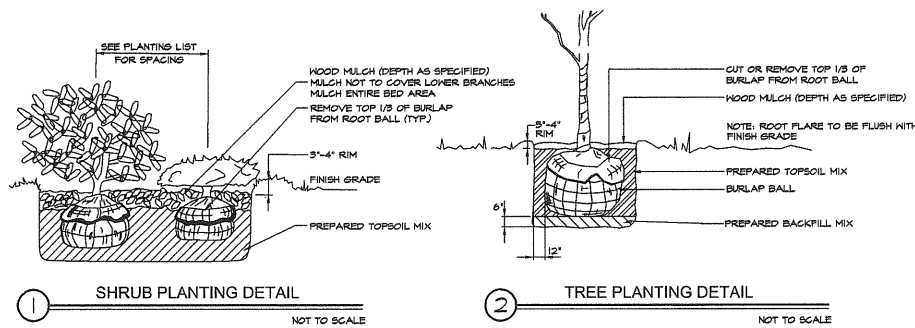 SEE PLANTING LIST
FOR SPACING
WOOD MULCH (DEPTH AS SPECIFIED)
MULCH NOT TO COVER LOWER BRANCHES
MULCH ENTIRE BED AREA
REMOVE TOP 1/3 OF BURLAP
FROM ROOT BALL (TYP.)
3"-4" RIM
FINISH GRADE
PREPARED TOPSOIL MIX
1
SHRUB PLANTING DETAIL
NOT TO SCALE
CUT OR REMOVE TOP 1/3 OF
BURLAP FROM ROOT BALL
WOOD MULCH (DEPTH AS SPECIFIED)
3"-4"
RIM
NOTE: ROOT FLARE TO BE FLUSH WITH
FINISH GRADE
PREPARED TOPSOIL MIX
BURLAP BALL
6"
PREPARED BACKFILL MIX
12"
2
TREE PLANTING DETAIL
NOT TO SCALE